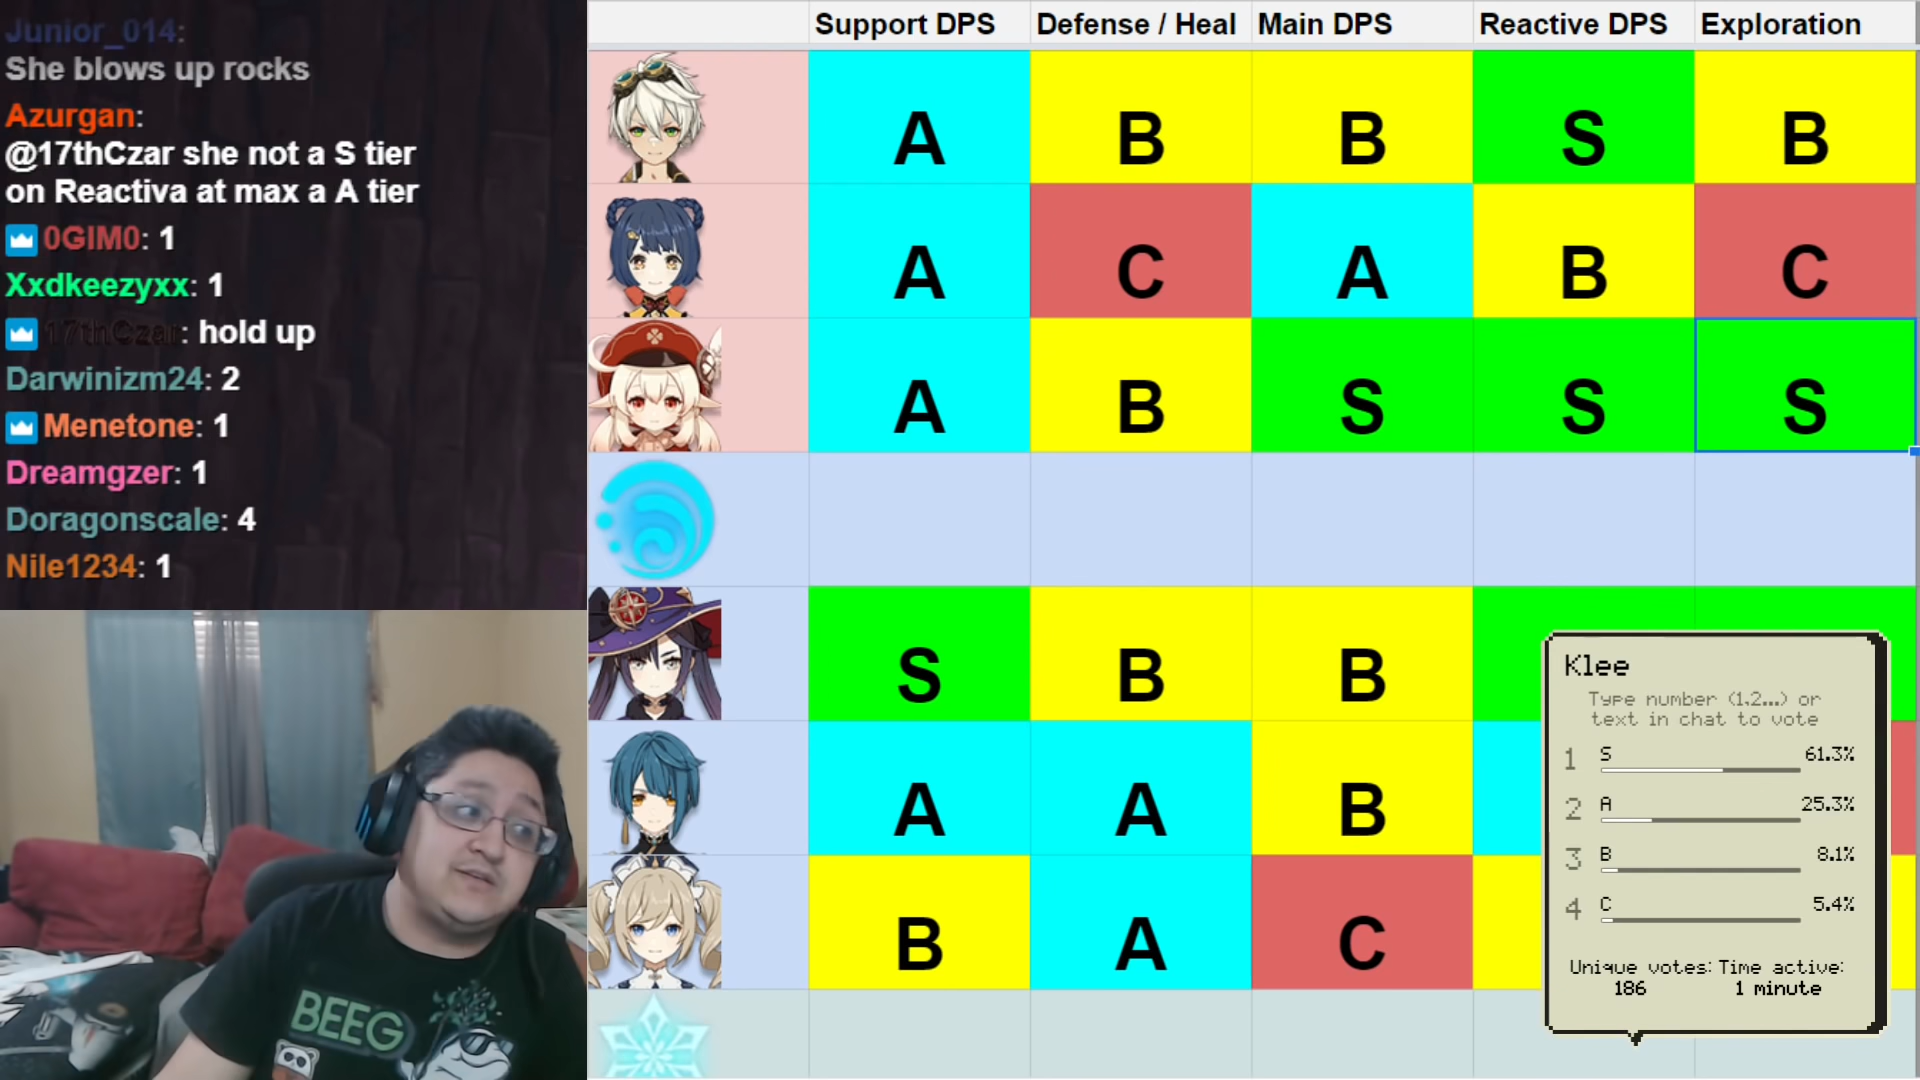 Junior_014:
She blows up rocks
Azurgan:
@17thCzar she not a S tier
on Reactiva at max a A tier
0GIM0: 1
Xxdkeezyxx: 1
17thCzar: hold up
Darwinizm24: 2
Menetone: 1
Dreamgzer: 1
Doragonscale: 4
Nile1234: 1
BEEG
Support DPS Defense / Heal Main DPS Reactive DPS Exploration
A B B S B
A C A B C
A B S S S
S B B
A A B
B A C
Klee
Type number (1,2...) or
text in chat to vote
1 S 61.3%
2 A 25.3%
3 B 8.1%
4 C 5.4%
Unique votes: Time active:
186 1 minute